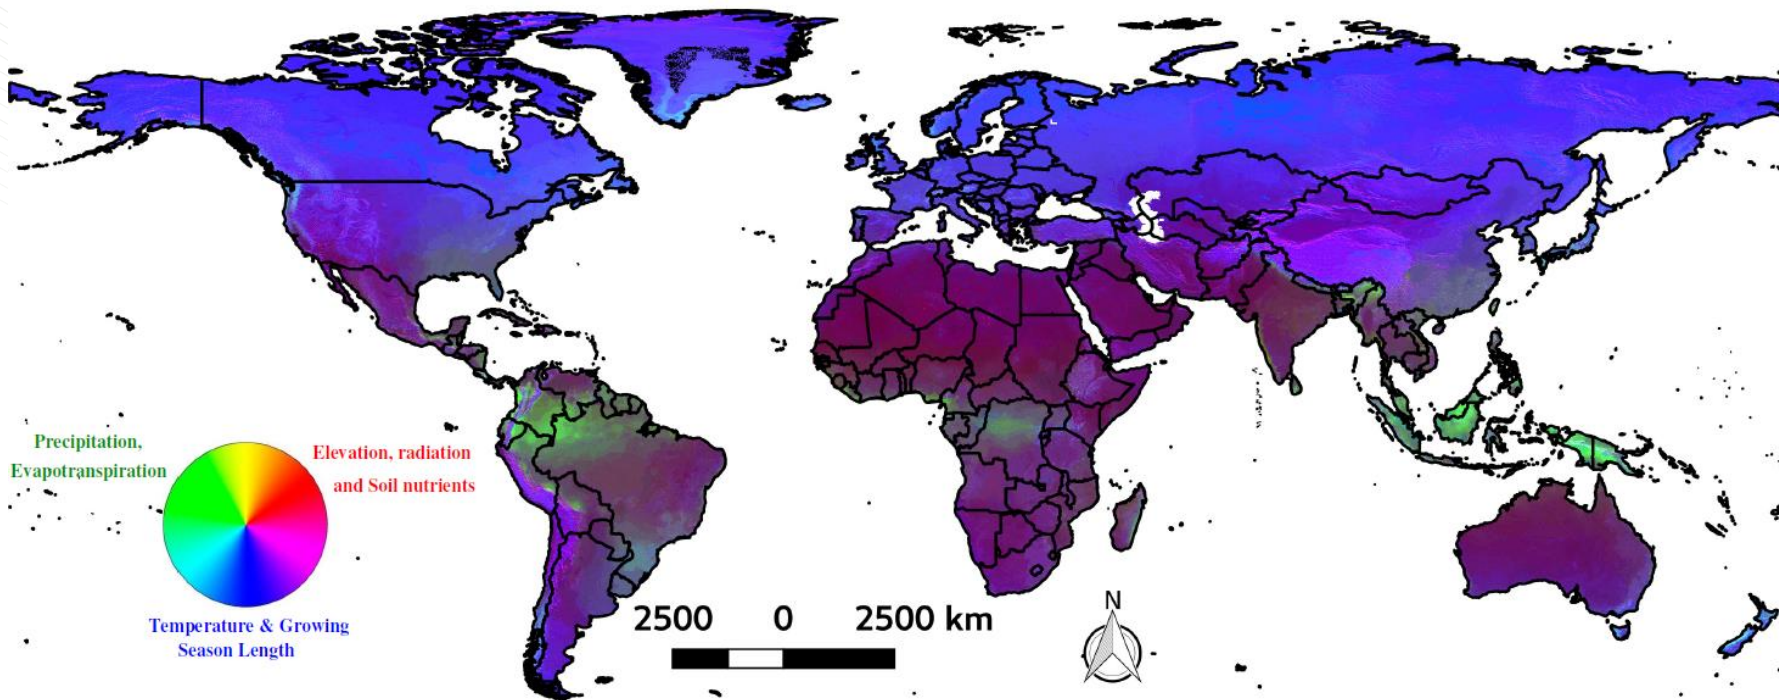 Precipitation,
Evapotranspiration
Elevation, radiation
and Soil nutrients
Temperature & Growing
Season Length
2500 0 2500 km
N